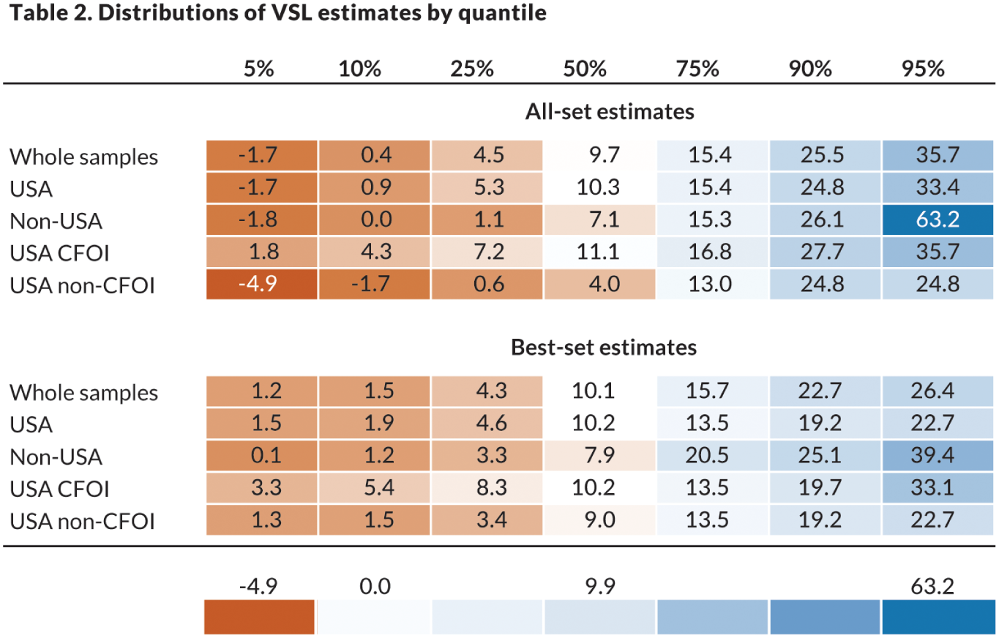 Table 2. Distributions of VSL estimates by quantile
5% 10% 25% 50% 75% 90% 95%
All-set estimates
Whole samples -1.7 0.4 4.5 9.7 15.4 25.5 35.7
USA -1.7 0.9 5.3 10.3 15.4 24.8 33.4
Non-USA -1.8 0.0 1.1 7.1 15.3 26.1 63.2
USA CFOI 1.8 4.3 7.2 11.1 16.8 27.7 35.7
USA non-CFOI -4.9 -1.7 0.6 4.0 13.0 24.8 24.8
Best-set estimates
Whole samples 1.2 1.5 4.3 10.1 15.7 22.7 26.4
USA 1.5 1.9 4.6 10.2 13.5 19.2 22.7
Non-USA 0.1 1.2 3.3 7.9 20.5 25.1 39.4
USA CFOI 3.3 5.4 8.3 10.2 13.5 19.7 33.1
USA non-CFOI 1.3 1.5 3.4 9.0 13.5 19.2 22.7
-4.9 0.0 9.9 63.2